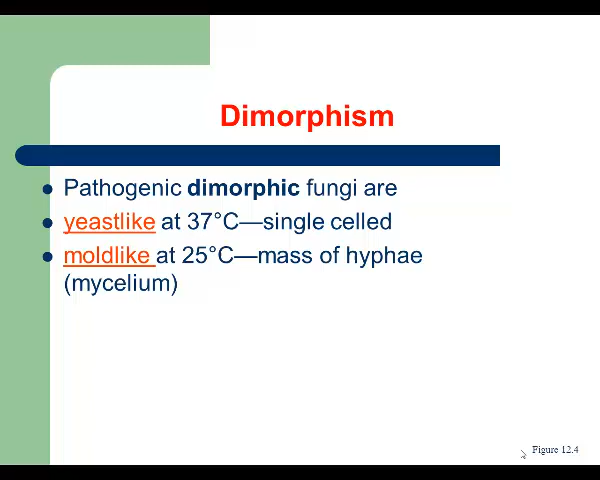 Dimorphism
Pathogenic dimorphic fungi are
yeastlike at 37°C—single celled
moldlike at 25°C—mass of hyphae
(mycelium)
Figure 12.4